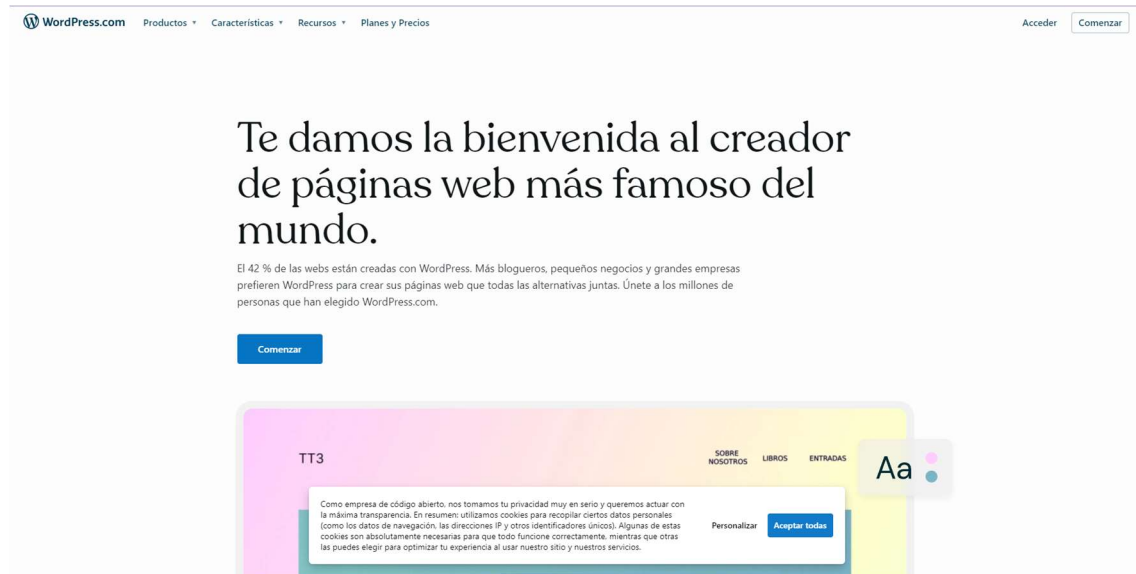 WordPress.com Productos Características Recursos Planes y Precios Acceder Comenzar
Te damos la bienvenida al creador
de páginas web más famoso del
mundo.
El 42 % de las webs están creadas con WordPress. Más blogueros, pequeños negocios y grandes empresas
prefieren WordPress para crear sus páginas web que todas las alternativas juntas. Únete a los millones de
personas que han elegido WordPress.com.
Comenzar
TT3
SOBRE
NOSOTROS LIBROS ENTRADAS
Aa
Como empresa de código abierto, nos tomamos tu privacidad muy en serio y queremos actuar con
la máxima transparencia. En resumen: utilizamos cookies para recopilar ciertos datos personales
(como los datos de navegación, las direcciones IP y otros identificadores únicos). Algunas de estas
cookies son absolutamente necesarias para que todo funcione correctamente, mientras que otras
las puedes elegir para optimizar tu experiencia al usar nuestro sitio y nuestros servicios.
Personalizar Aceptar todas